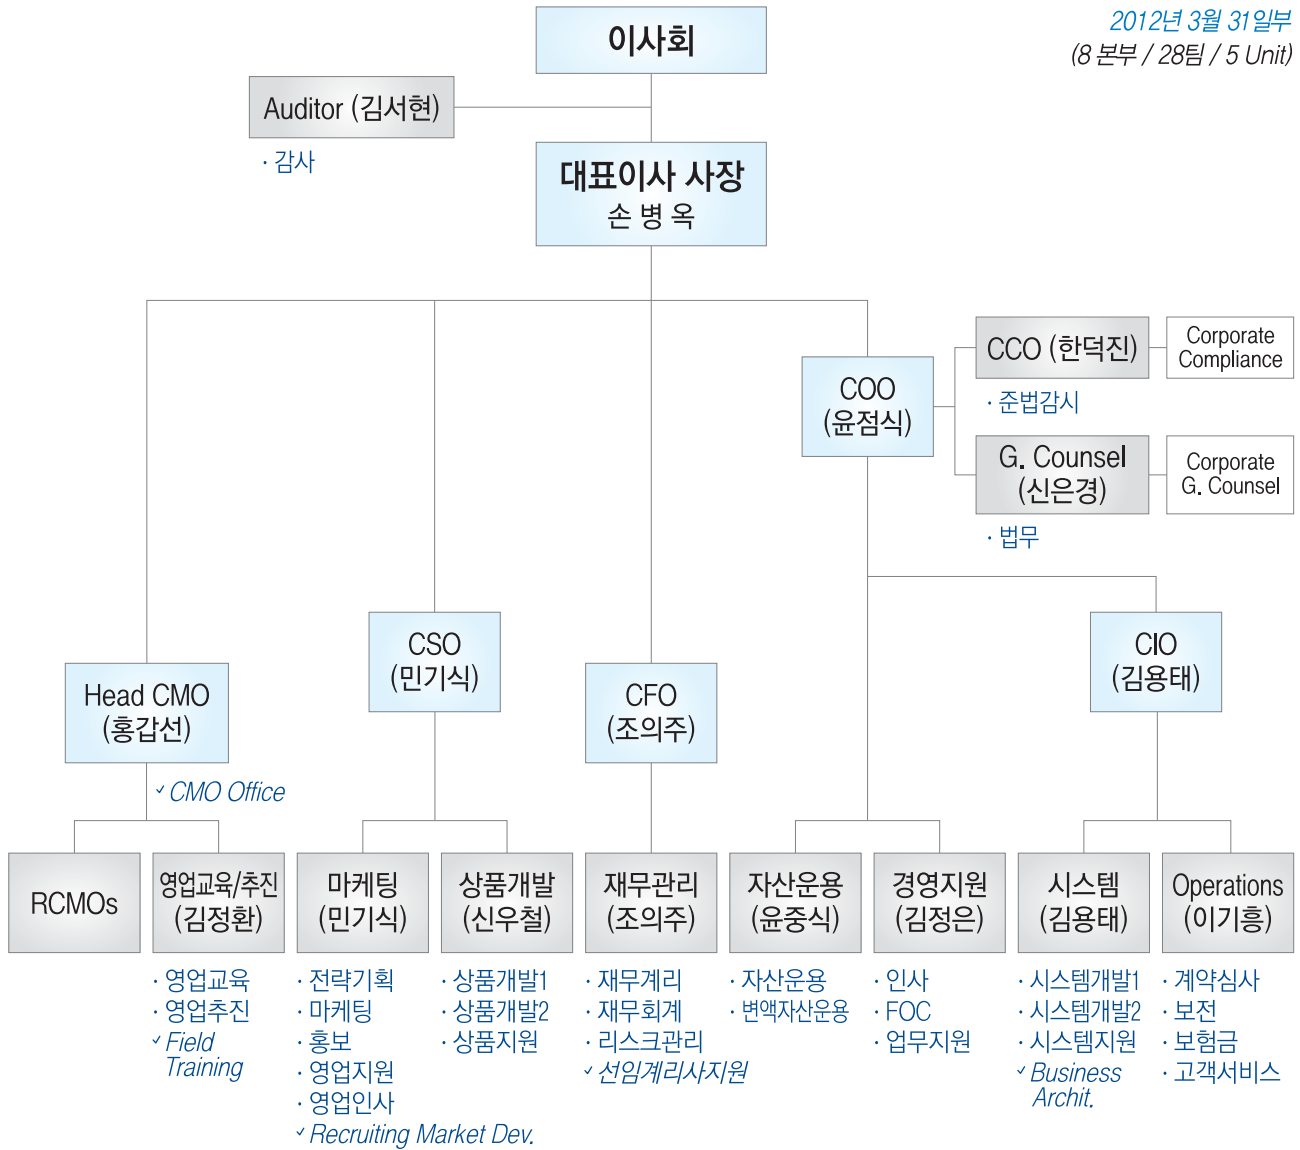 2012년 3월 31일부
(8 본부 / 28팀 / 5 Unit)
이사회
Auditor (김서현)
· 감사
대표이사 사장
손 병 옥
CCO (한덕진)
Corporate
Compliance
· 준법감시
COO
(윤점식)
G. Counsel
(신은경)
Corporate
G. Counsel
· 법무
CSO
(민기식)
CIO
(김용태)
Head CMO
(홍갑선)
CFO
(조의주)
✓ CMO Office
RCMOs
영업교육/추진
(김정환)
마케팅
(민기식)
상품개발
(신우철)
재무관리
(조의주)
자산운용
(윤중식)
경영지원
(김정은)
시스템
(김용태)
Operations
(이기흥)
· 영업교육
· 영업추진
✓ Field
Training
· 전략기획
· 마케팅
· 홍보
· 영업지원
· 영업인사
✓ Recruiting Market Dev.
· 상품개발1
· 상품개발2
· 상품지원
· 재무계리
· 재무회계
· 리스크관리
✓ 선임계리사지원
· 자산운용
· 변액자산운용
· 인사
· FOC
· 업무지원
· 시스템개발1
· 시스템개발2
· 시스템지원
✓ Business
Archit.
· 계약심사
· 보전
· 보험금
· 고객서비스